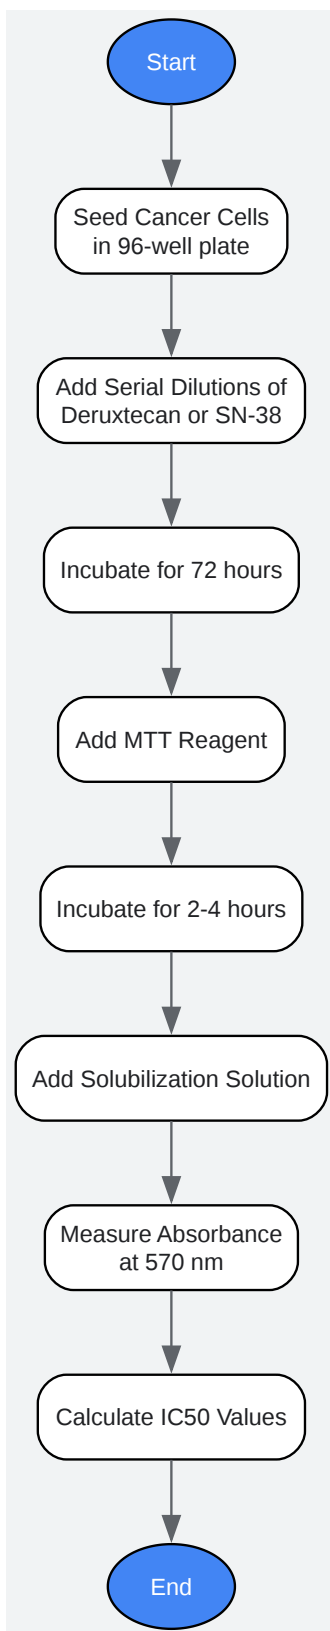 Start
Seed Cancer Cells
in 96-well plate
Add Serial Dilutions of
Deruxtecan or SN-38
Incubate for 72 hours
Add MTT Reagent
Incubate for 2-4 hours
Add Solubilization Solution
Measure Absorbance
at 570 nm
Calculate IC50 Values
End